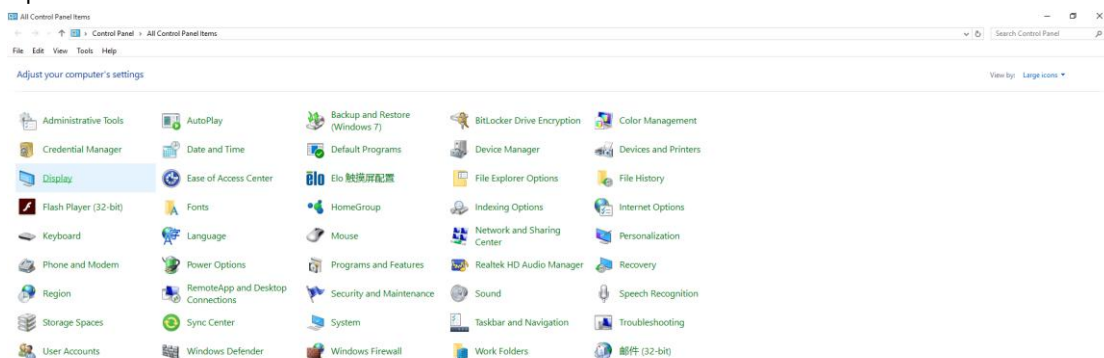 All Control Panel Items
Control Panel > All Control Panel Items
Search Control Panel
File Edit View Tools Help
Adjust your computer's settings
View by: Large icons
Administrative Tools
AutoPlay
Backup and Restore
(Windows 7)
BitLocker Drive Encryption
Color Management
Credential Manager
Date and Time
Default Programs
Device Manager
Devices and Printers
Display
Ease of Access Center
elo
Elo 触摸屏配置
File Explorer Options
File History
Flash Player (32-bit)
Fonts
HomeGroup
Indexing Options
Internet Options
Keyboard
Language
Mouse
Network and Sharing
Center
Personalization
Phone and Modem
Power Options
Programs and Features
Realtek HD Audio Manager
Recovery
Region
RemoteApp and Desktop
Connections
Security and Maintenance
Sound
Speech Recognition
Storage Spaces
Sync Center
System
Taskbar and Navigation
Troubleshooting
User Accounts
Windows Defender
Windows Firewall
Work Folders
邮件 (32-bit)